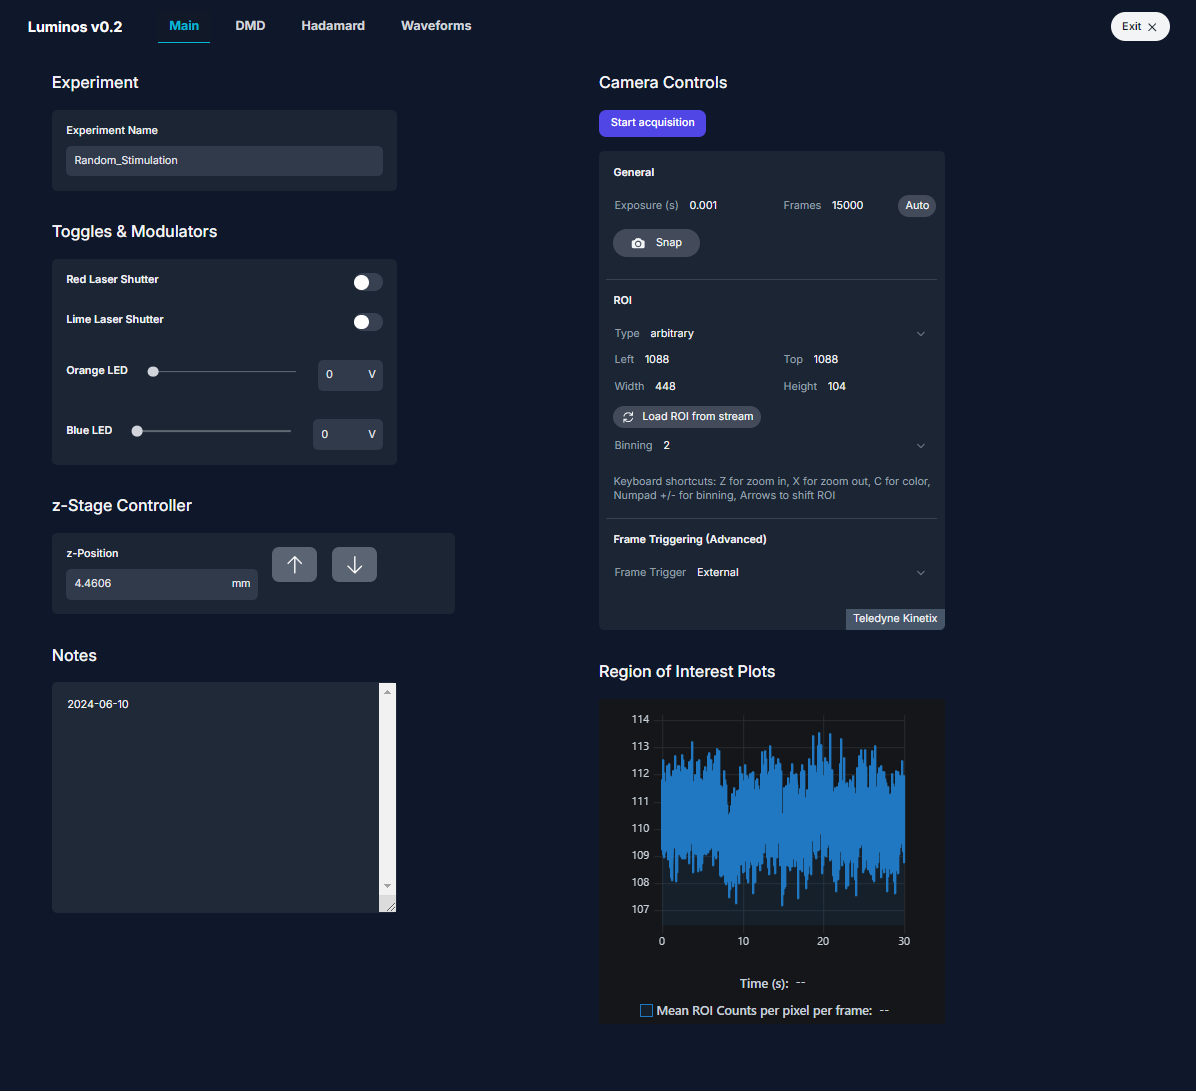 Luminos v0.2 Main DMD Hadamard Waveforms Exit
Experiment
Experiment Name
Random_Stimulation
Toggles & Modulators
Red Laser Shutter
Lime Laser Shutter
Orange LED 0 V
Blue LED 0 V
z-Stage Controller
z-Position
4.4606 mm
Notes
2024-06-10
Camera Controls
Start acquisition
General
Exposure (s) 0.001 Frames 15000 Auto
Snap
ROI
Type arbitrary
Left 1088 Top 1088
Width 448 Height 104
Load ROI from stream
Binning 2
Keyboard shortcuts: Z for zoom in, X for zoom out, C for color,
Numpad +/- for binning, Arrows to shift ROI
Frame Triggering (Advanced)
Frame Trigger External
Teledyne Kinetix
Region of Interest Plots
114
113
112
111
110
109
108
107
0 10 20 30
Time (s): --
Mean ROI Counts per pixel per frame: --